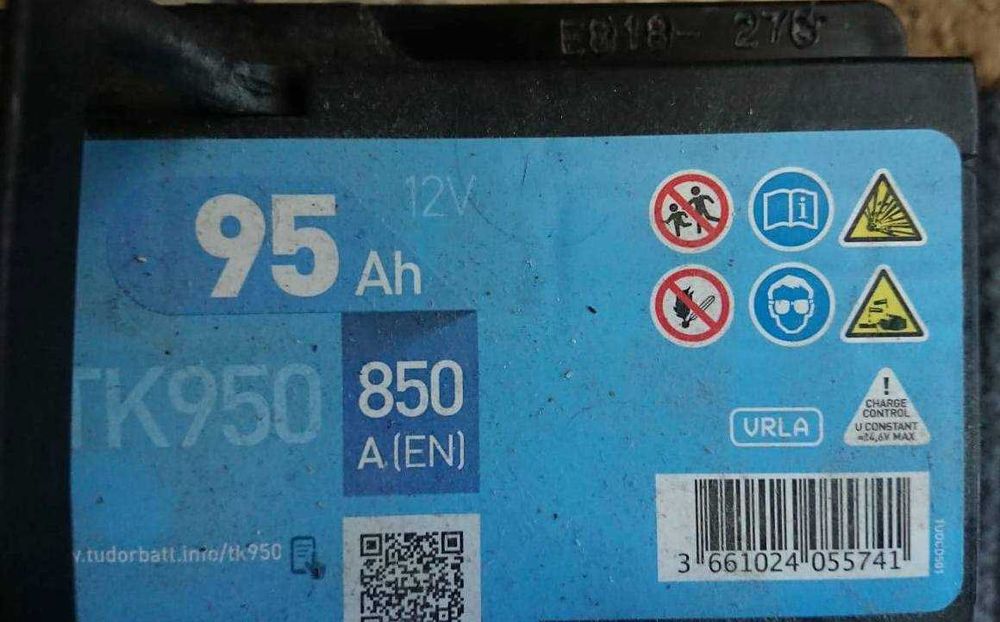 12V
95 Ah
TK950
850
A (EN)
VRLA
!
CHARGE
CONTROL
U CONSTANT
=14,6V MAX
.tudorbatt.info/tk950
3 661024 055741